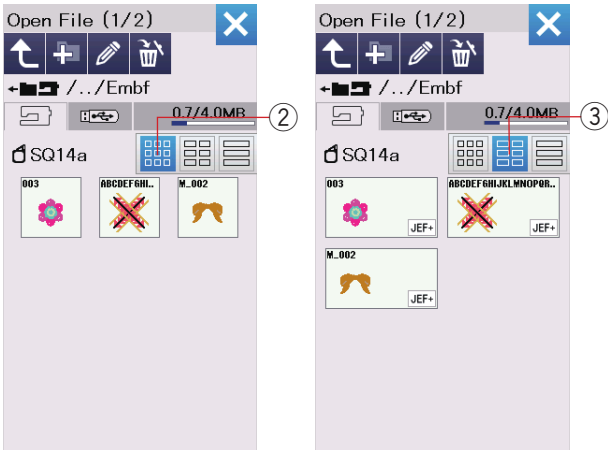 Open File (1/2)
/../Embf
0.7/4.0MB
SQ14a
003
ABCDEFGHI..
M_002
②
Open File (1/2)
/../Embf
0.7/4.0MB
SQ14a
003
JEF+
ABCDEFGHIJKLMNOPQR..
JEF+
M_002
JEF+
③